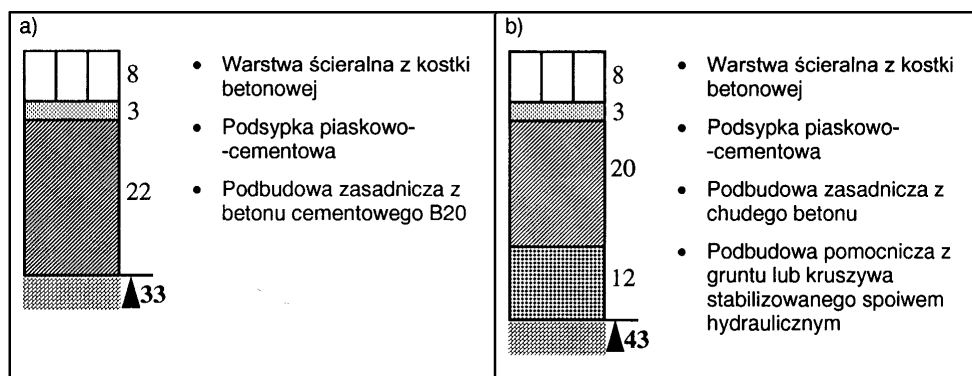 a)
8
3
22
33
• Warstwa ścieralna z kostki
betonowej
• Podsypka piaskowo-
-cementowa
• Podbudowa zasadnicza z
betonu cementowego B20
b)
8
3
20
12
43
• Warstwa ścieralna z kostki
betonowej
• Podsypka piaskowo-
-cementowa
• Podbudowa zasadnicza z
chudego betonu
• Podbudowa pomocnicza z
gruntu lub kruszywa
stabilizowanego spoiwem
hydraulicznym